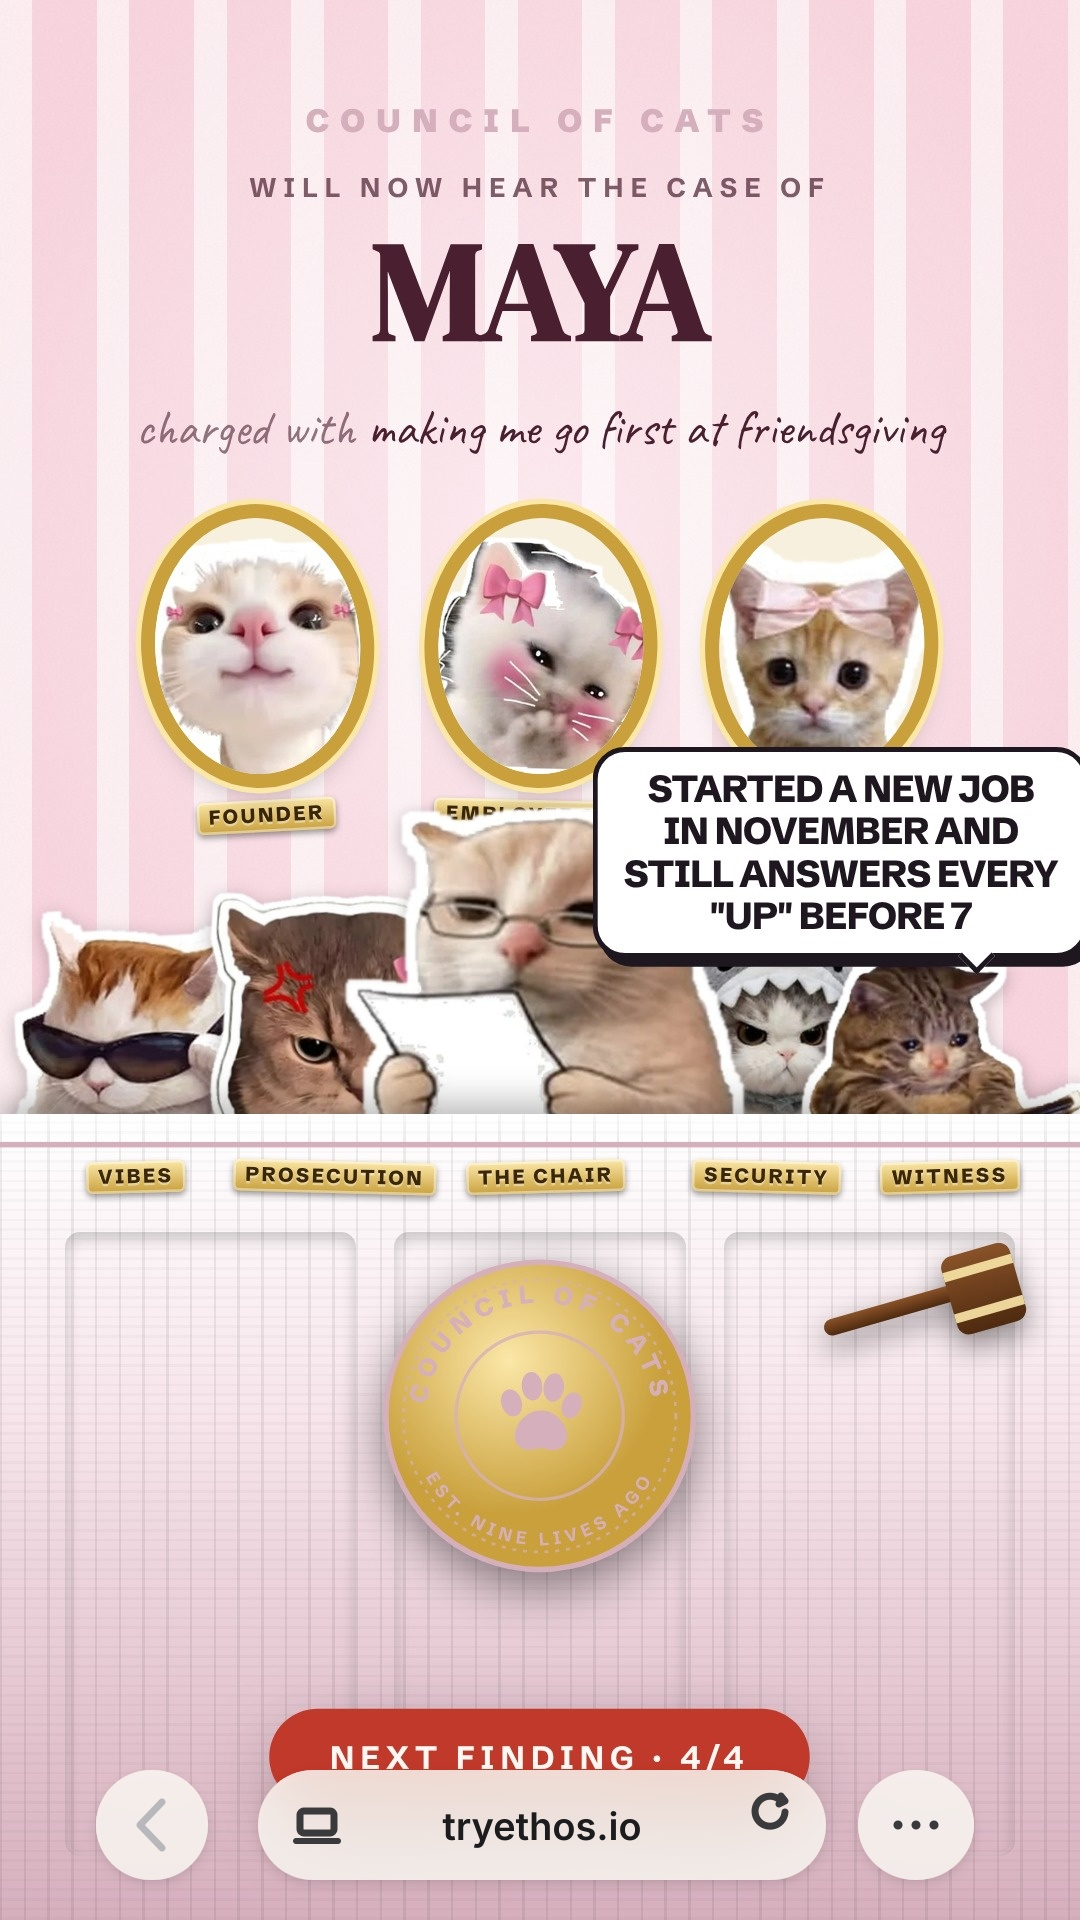 COUNCIL OF CATS
WILL NOW HEAR THE CASE OF
MAYA
charged with making me go first at friendsgiving
FOUNDER
STARTED A NEW JOB
IN NOVEMBER AND
STILL ANSWERS EVERY
"UP" BEFORE 7
VIBES
PROSECUTION
THE CHAIR
SECURITY
WITNESS
COUNCIL OF CATS
EST. NINE LIVES AGO
NEXT FINDING · 4/4
tryethos.io